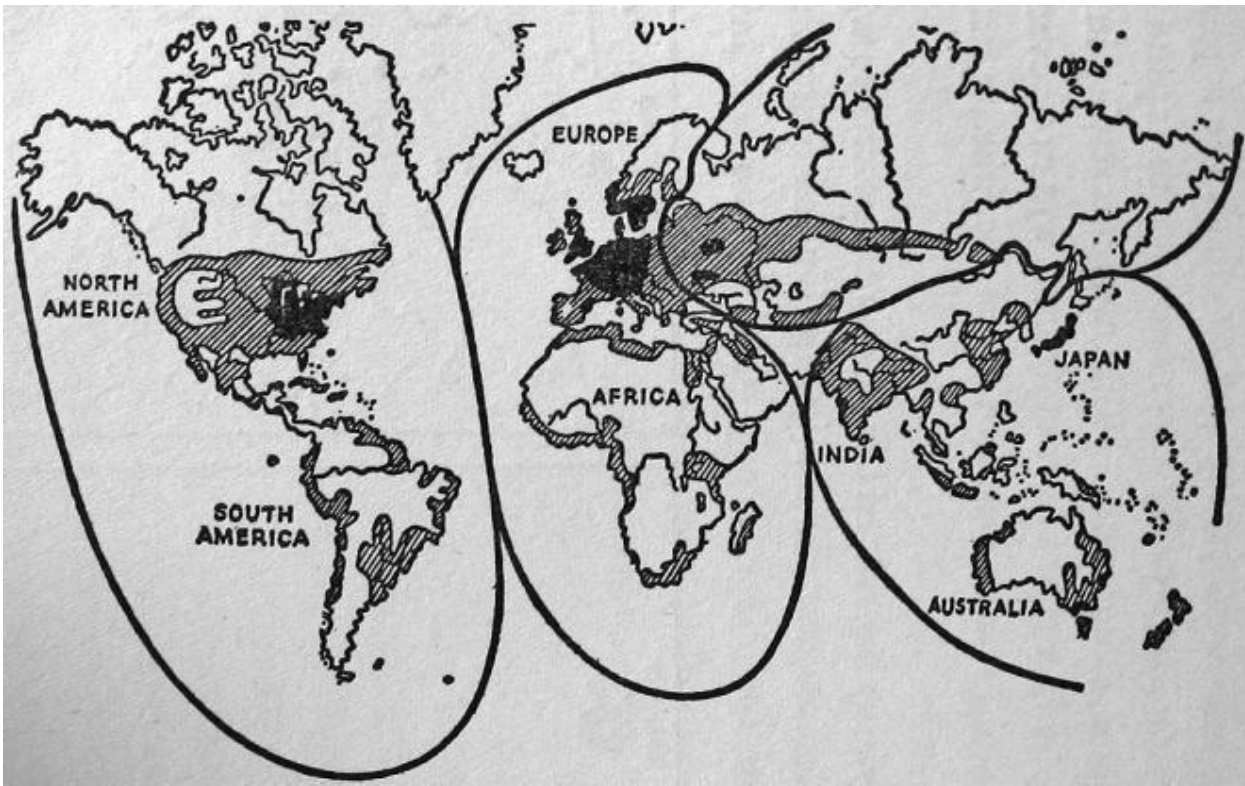 EUROPE
NORTH
AMERICA
JAPAN
AFRICA
INDIA
SOUTH
AMERICA
AUSTRALIA